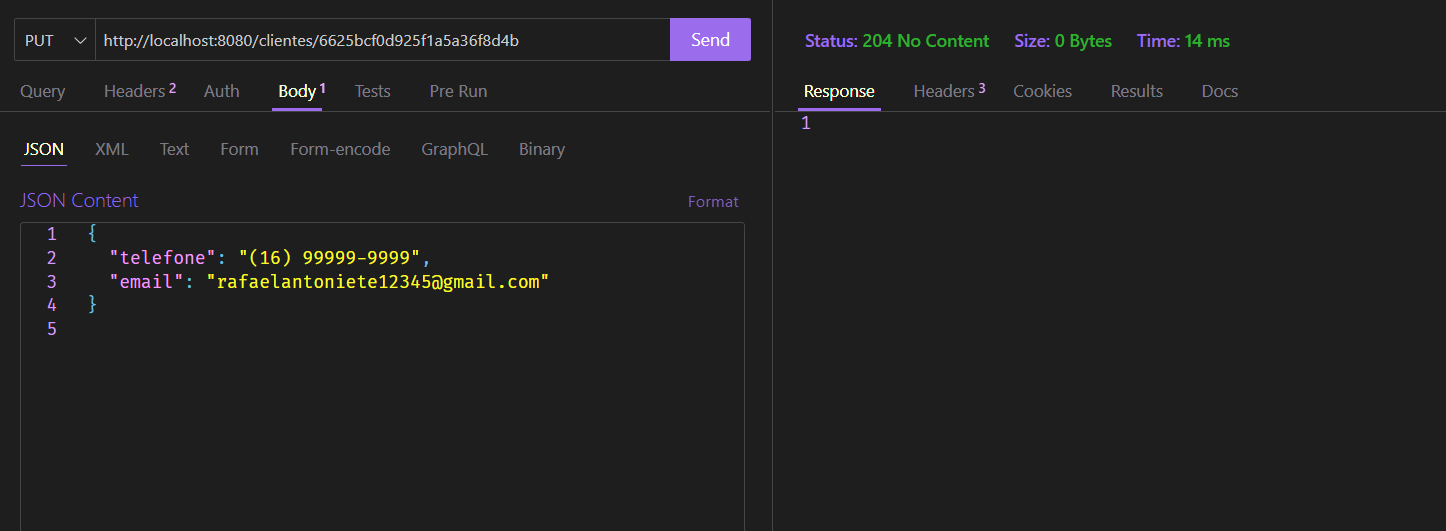 PUT http://localhost:8080/clientes/6625bcf0d925f1a5a36f8d4b Send
Query Headers 2 Auth Body 1 Tests Pre Run
JSON XML Text Form Form-encode GraphQL Binary
JSON Content Format
1 {
2 "telefone": "(16) 99999-9999",
3 "email": "rafaelantoniete12345@gmail.com"
4 }
5
Status: 204 No Content Size: 0 Bytes Time: 14 ms
Response Headers 3 Cookies Results Docs
1